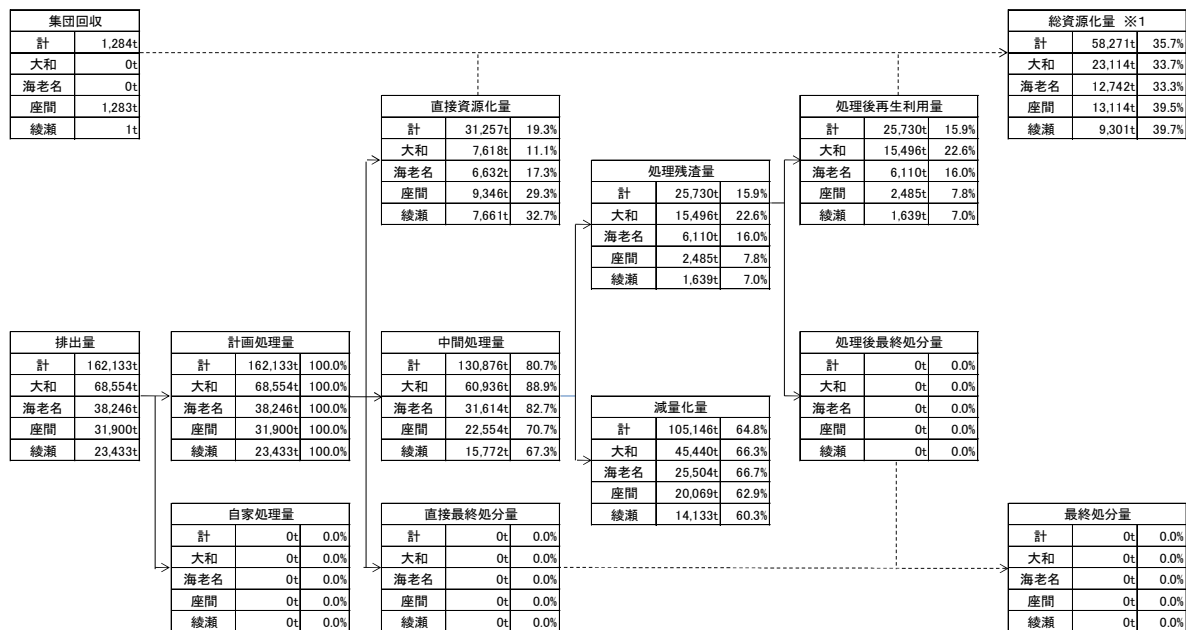 集団回収
計 1,284t
大和 0t
海老名 0t
座間 1,283t
綾瀬 1t
総資源化量 ※1
計 58,271t 35.7%
大和 23,114t 33.7%
海老名 12,742t 33.3%
座間 13,114t 39.5%
綾瀬 9,301t 39.7%
直接資源化量
計 31,257t 19.3%
大和 7,618t 11.1%
海老名 6,632t 17.3%
座間 9,346t 29.3%
綾瀬 7,661t 32.7%
処理後再生利用量
計 25,730t 15.9%
大和 15,496t 22.6%
海老名 6,110t 16.0%
座間 2,485t 7.8%
綾瀬 1,639t 7.0%
処理残渣量
計 25,730t 15.9%
大和 15,496t 22.6%
海老名 6,110t 16.0%
座間 2,485t 7.8%
綾瀬 1,639t 7.0%
排出量
計 162,133t
大和 68,554t
海老名 38,246t
座間 31,900t
綾瀬 23,433t
計画処理量
計 162,133t 100.0%
大和 68,554t 100.0%
海老名 38,246t 100.0%
座間 31,900t 100.0%
綾瀬 23,433t 100.0%
中間処理量
計 130,876t 80.7%
大和 60,936t 88.9%
海老名 31,614t 82.7%
座間 22,554t 70.7%
綾瀬 15,772t 67.3%
処理後最終処分量
計 0t 0.0%
大和 0t 0.0%
海老名 0t 0.0%
座間 0t 0.0%
綾瀬 0t 0.0%
減量化量
計 105,146t 64.8%
大和 45,440t 66.3%
海老名 25,504t 66.7%
座間 20,069t 62.9%
綾瀬 14,133t 60.3%
自家処理量
計 0t 0.0%
大和 0t 0.0%
海老名 0t 0.0%
座間 0t 0.0%
綾瀬 0t 0.0%
直接最終処分量
計 0t 0.0%
大和 0t 0.0%
海老名 0t 0.0%
座間 0t 0.0%
綾瀬 0t 0.0%
最終処分量
計 0t 0.0%
大和 0t 0.0%
海老名 0t 0.0%
座間 0t 0.0%
綾瀬 0t 0.0%